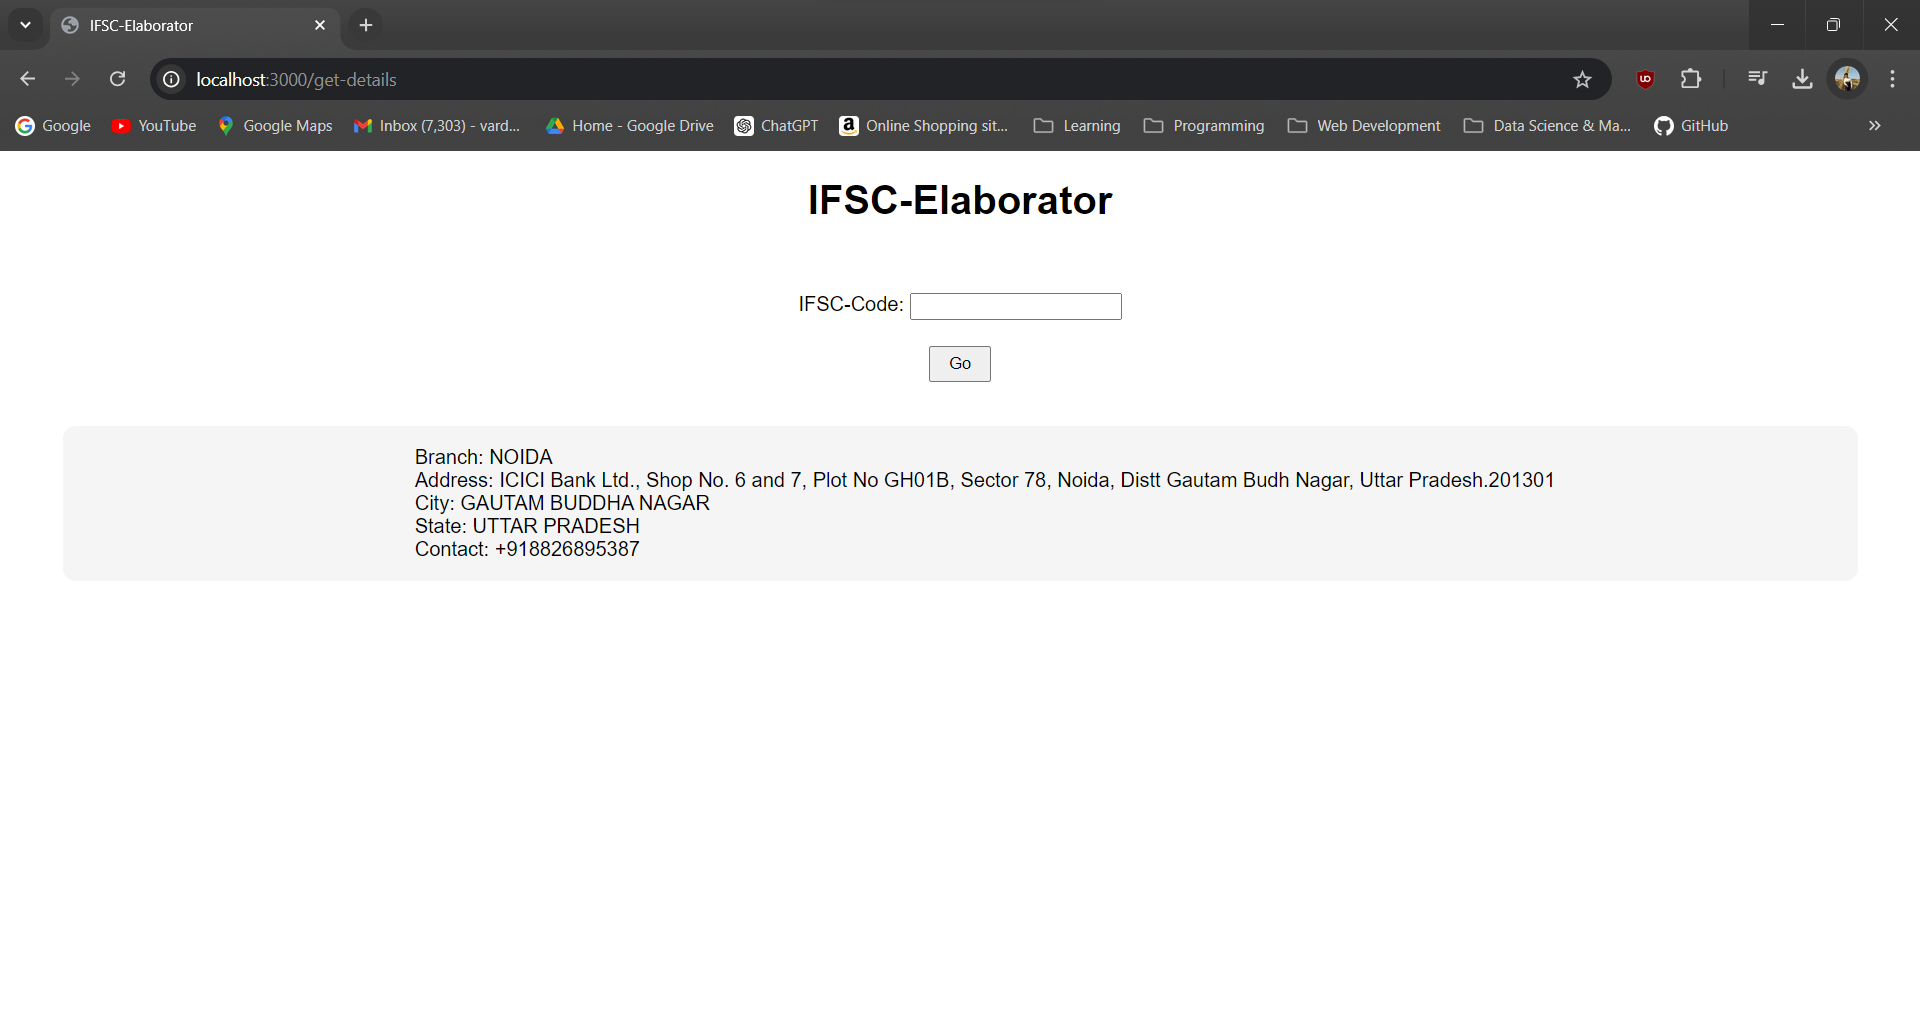 IFSC-Elaborator
localhost:3000/get-details
UD
Google
YouTube
Google Maps
Inbox (7,303) - vard...
Home - Google Drive
ChatGPT
a
Online Shopping sit...
Learning
Programming
Web Development
Data Science & Ma...
GitHub
IFSC-Elaborator
IFSC-Code:
Go
Branch: NOIDA
Address: ICICI Bank Ltd., Shop No. 6 and 7, Plot No GH01B, Sector 78, Noida, Distt Gautam Budh Nagar, Uttar Pradesh.201301
City: GAUTAM BUDDHA NAGAR
State: UTTAR PRADESH
Contact: +918826895387